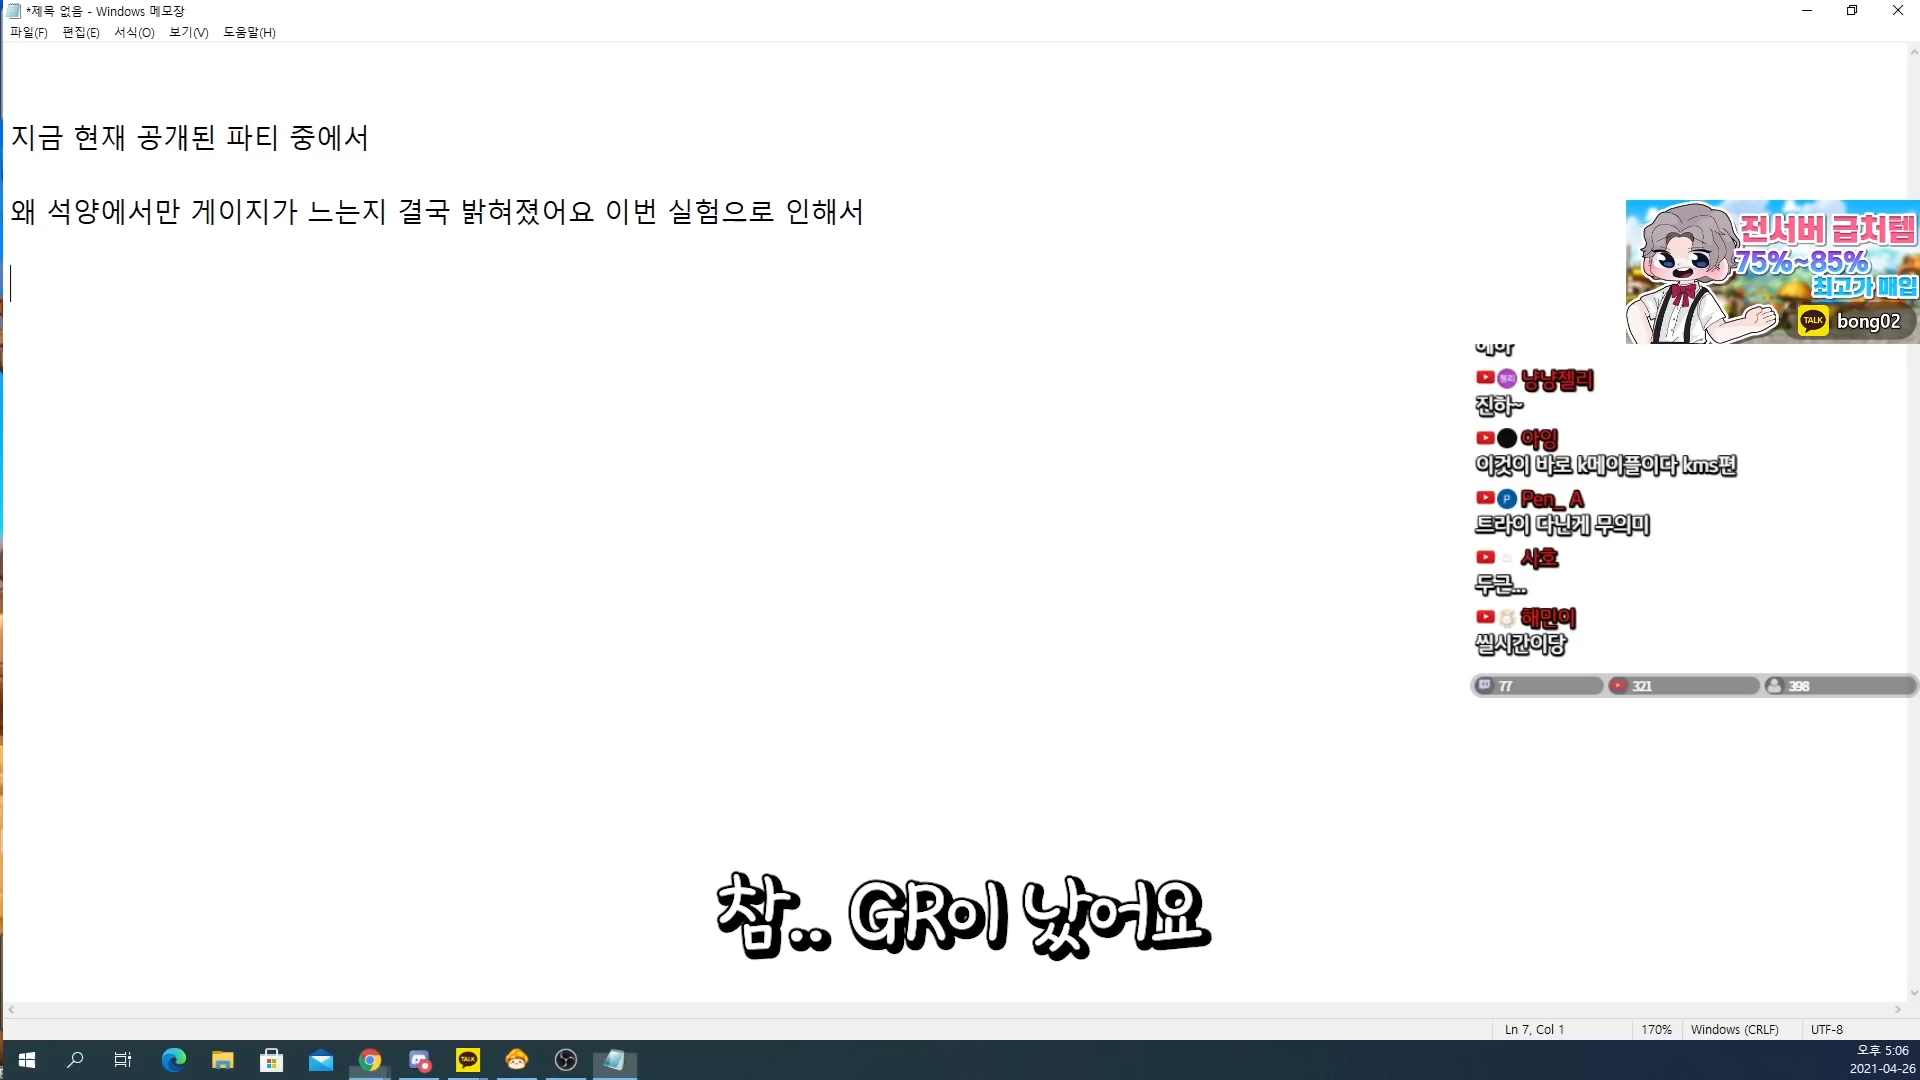 *제목 없음 - Windows 메모장
파일(F) 편집(E) 서식(O) 보기(V) 도움말(H)
지금 현재 공개된 파티 중에서
왜 석양에서만 게이지가 느는지 결국 밝혀졌어요 이번 실험으로 인해서
전서버 급처템
75%~85%
최고가 매입
TALK bong02
냥냥젤리
진하~
아잉
이것이 바로 k메이플이다 kms편
P Pen_ A
트라이 다닌게 무의미
사호
두근...
해민이
씰시간이당
77 321 398
참.. GR이 났어요
Ln 7, Col 1 170% Windows (CRLF) UTF-8
TALK
오후 5:06
2021-04-26